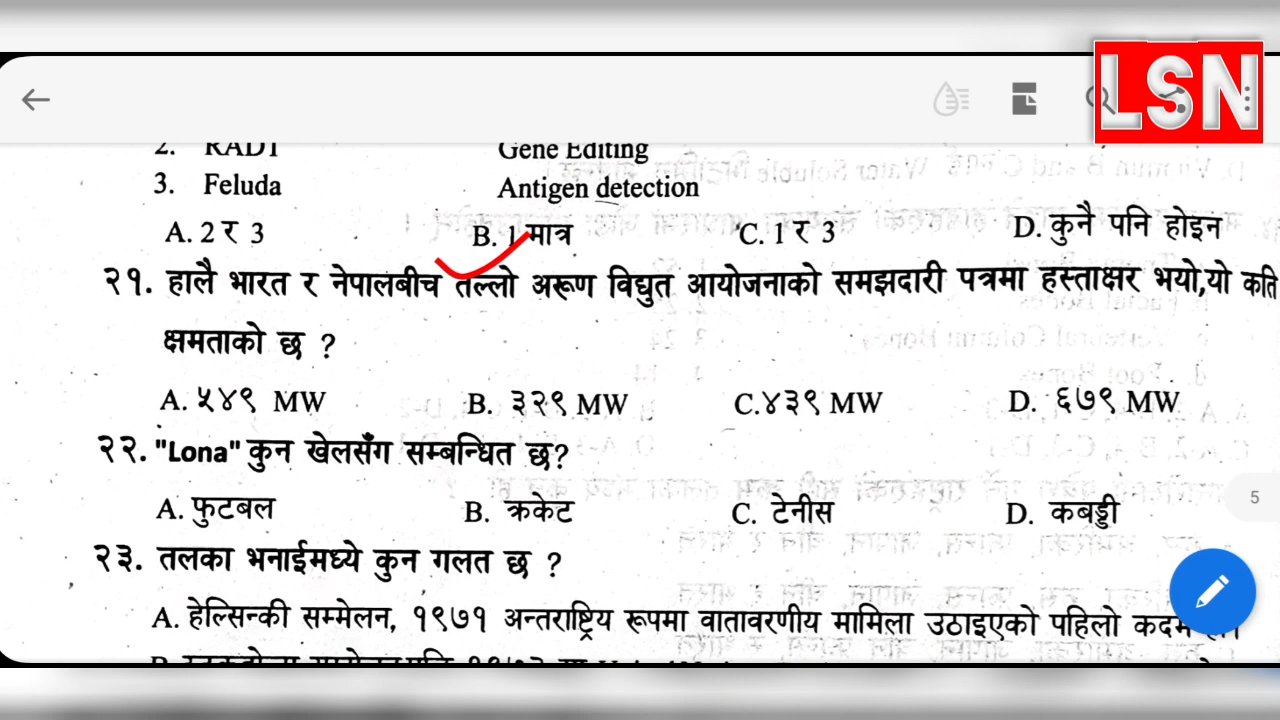 LSN
2. RADT Gene Editing
3. Feluda Antigen detection
A. 2 र 3 B. 1 मात्र C. 1 र 3 D. कुनै पनि होइन
२१. हालै भारत र नेपालबीच तल्लो अरूण विद्युत आयोजनाको समझदारी पत्रमा हस्ताक्षर भयो,यो कति
क्षमताको छ ?
A. ५४९ MW B. ३२९ MW C.४३९ MW D. ६७९ MW
२२. "Lona" कुन खेलसँग सम्बन्धित छ?
A. फुटबल B. क्रकेट C. टेनीस D. कबड्डी
5
२३. तलका भनाईमध्ये कुन गलत छ ?
A. हेल्सिन्की सम्मेलन, १९७१ अन्तराष्ट्रिय रूपमा वातावरणीय मामिला उठाइएको पहिलो कदम